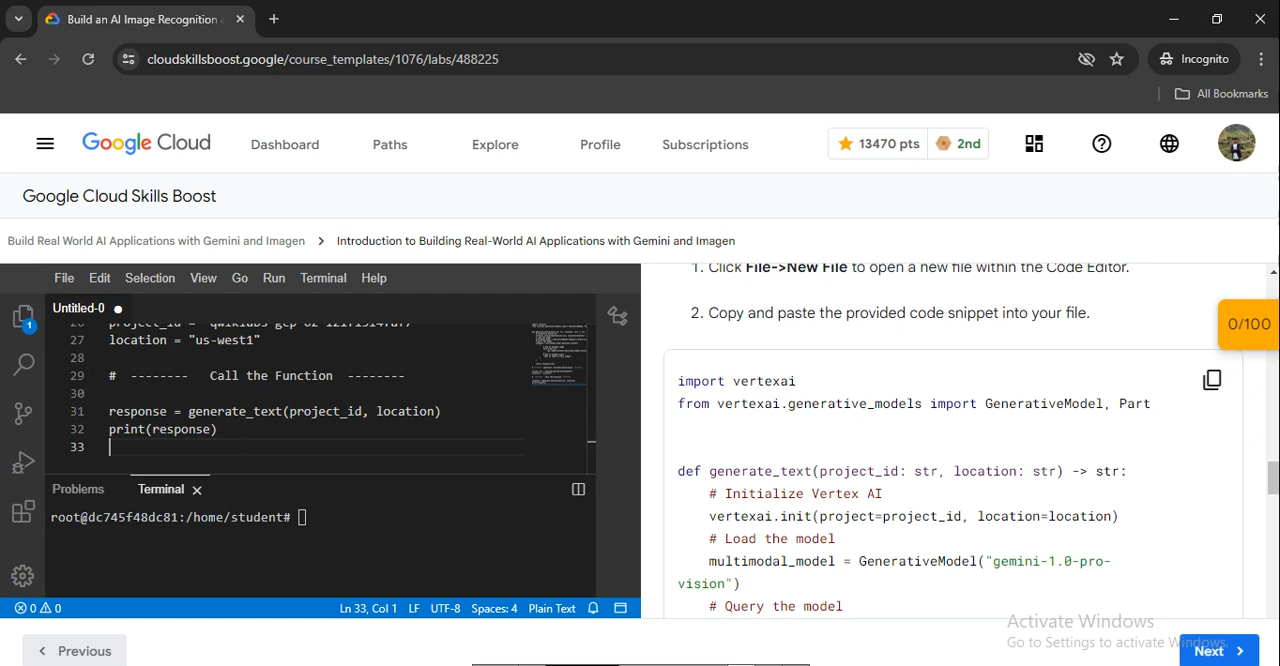 Build an AI Image Recognition
cloudskillsboost.google/course_templates/1076/labs/488225
Incognito
All Bookmarks
Google Cloud
Dashboard
Paths
Explore
Profile
Subscriptions
13470 pts
2nd
Google Cloud Skills Boost
Build Real World AI Applications with Gemini and Imagen
Introduction to Building Real-World AI Applications with Gemini and Imagen
File Edit Selection View Go Run Terminal Help
Untitled-0
27 location = "us-west1"
28
29 # -------- Call the Function --------
30
31 response = generate_text(project_id, location)
32 print(response)
33
Problems Terminal
root@dc745f48dc81:/home/student#
1
0 0
Ln 33, Col 1 LF UTF-8 Spaces: 4 Plain Text
1. Click File->New File to open a new file within the Code Editor.
2. Copy and paste the provided code snippet into your file.
0/100
import vertexai
from vertexai.generative_models import GenerativeModel, Part
def generate_text(project_id: str, location: str) -> str:
# Initialize Vertex AI
vertexai.init(project=project_id, location=location)
# Load the model
multimodal_model = GenerativeModel("gemini-1.0-pro-
vision")
# Query the model
Activate Windows
Go to Settings to activate Windows.
Previous
Next